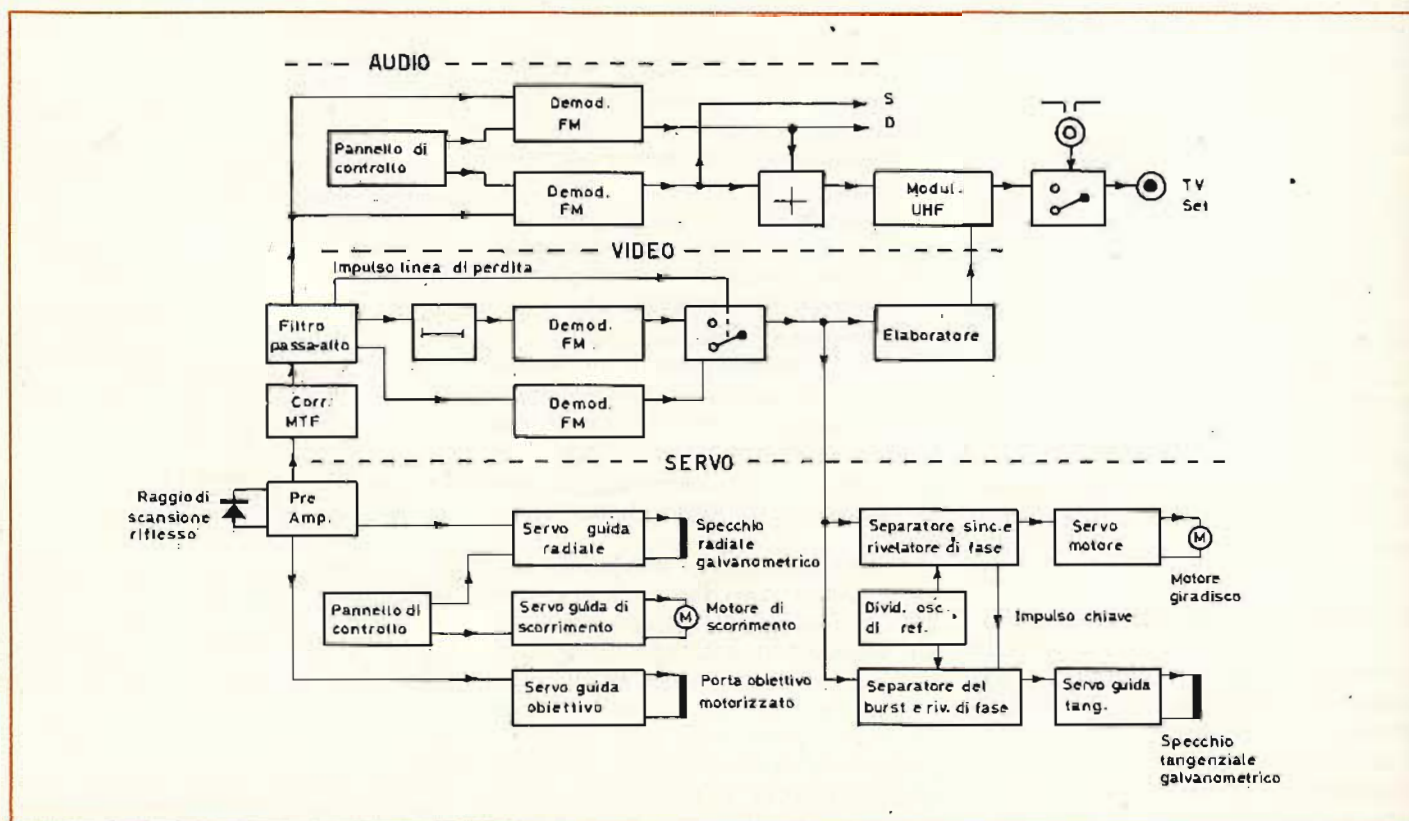 AUDIO
Demod.
FM
S
D
Pannello di
controllo
Demod.
FM
Modul.
UHF
TV
Set
VIDEO
Impulso linea di perdita
Filtro
passa-alto
Demod.
FM
Elaboratore
Corr.
MTF
Demod.
FM
SERVO
Raggio di
scansione
riflesso
Pre
Amp.
Servo guida
radiale
Specchio
radiale
galvanometrico
Separatore sinc. e
rivelatore di fase
Servo
motore
M
Motore
giradisco
Pannello di
controllo
Servo guida di
scorrimento
M
Motore di
scorrimento
Divid. osc.
di ref.
Impulso chiave
Servo guida
obiettivo
Porta obiettivo
motorizzato
Separatore del
burst e riv. di fase
Servo guida
tang.
Specchio
tangenziale
galvanometrico